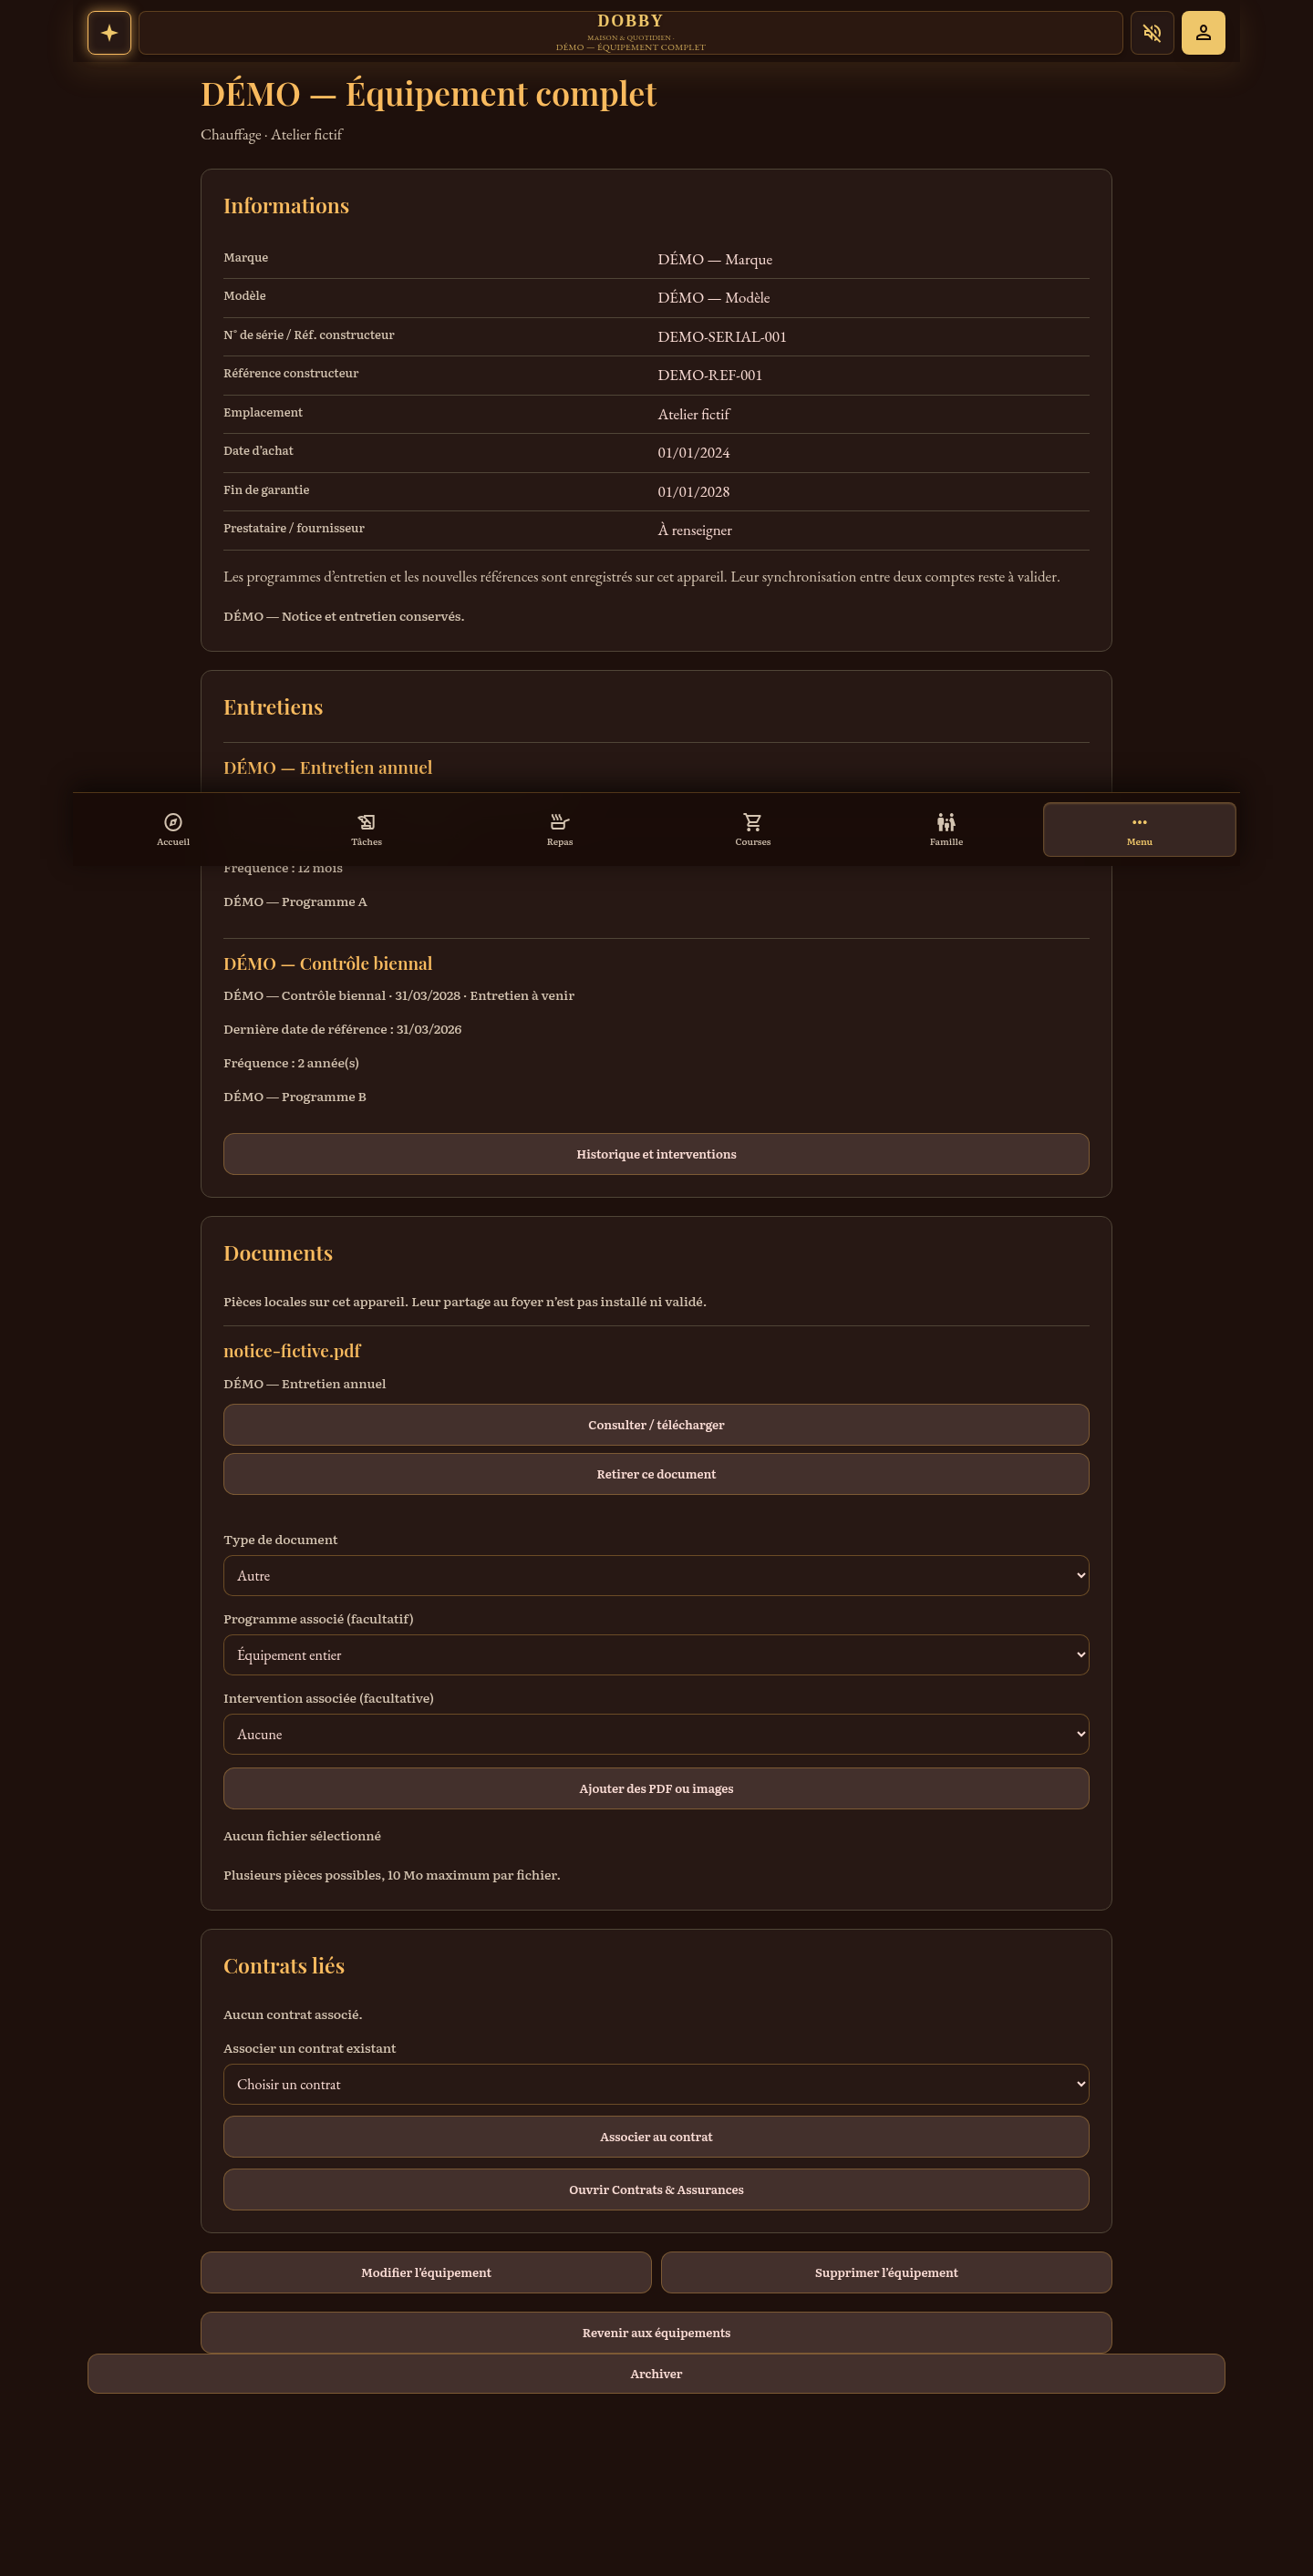 DOBBY
MAISON & QUOTIDIEN ·
DÉMO — ÉQUIPEMENT COMPLET
DÉMO — Équipement complet
Chauffage · Atelier fictif
Informations
Marque DÉMO — Marque
Modèle DÉMO — Modèle
N° de série / Réf. constructeur DEMO-SERIAL-001
Référence constructeur DEMO-REF-001
Emplacement Atelier fictif
Date d’achat 01/01/2024
Fin de garantie 01/01/2028
Prestataire / fournisseur À renseigner
Les programmes d’entretien et les nouvelles références sont enregistrés sur cet appareil. Leur synchronisation entre deux comptes reste à valider.
DÉMO — Notice et entretien conservés.
Entretiens
DÉMO — Entretien annuel
Accueil Tâches Repas Courses Famille Menu
Fréquence : 12 mois
DÉMO — Programme A
DÉMO — Contrôle biennal
DÉMO — Contrôle biennal · 31/03/2028 · Entretien à venir
Dernière date de référence : 31/03/2026
Fréquence : 2 année(s)
DÉMO — Programme B
Historique et interventions
Documents
Pièces locales sur cet appareil. Leur partage au foyer n’est pas installé ni validé.
notice-fictive.pdf
DÉMO — Entretien annuel
Consulter / télécharger
Retirer ce document
Type de document
Autre
Programme associé (facultatif)
Équipement entier
Intervention associée (facultative)
Aucune
Ajouter des PDF ou images
Aucun fichier sélectionné
Plusieurs pièces possibles, 10 Mo maximum par fichier.
Contrats liés
Aucun contrat associé.
Associer un contrat existant
Choisir un contrat
Associer au contrat
Ouvrir Contrats & Assurances
Modifier l’équipement Supprimer l’équipement
Revenir aux équipements
Archiver